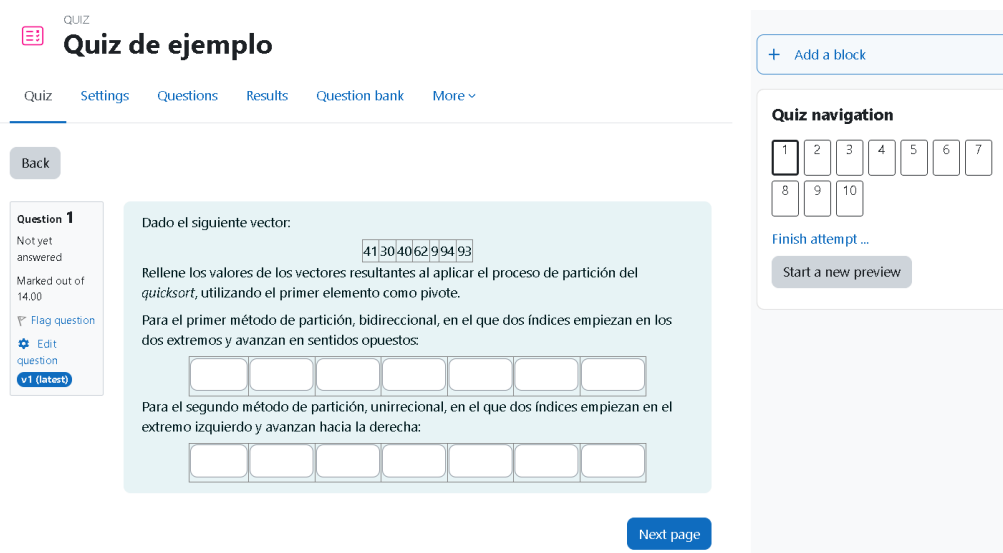 QUIZ
Quiz de ejemplo
Quiz Settings Questions Results Question bank More
Back
Question 1
Not yet
answered
Marked out of
14.00
Flag question
Edit
question
v1 (latest)
Dado el siguiente vector:
41 30 40 62 9 94 93
Rellene los valores de los vectores resultantes al aplicar el proceso de partición del
quicksort, utilizando el primer elemento como pivote.
Para el primer método de partición, bidireccional, en el que dos índices empiezan en los
dos extremos y avanzan en sentidos opuestos:
Para el segundo método de partición, unirrecional, en el que dos índices empiezan en el
extremo izquierdo y avanzan hacia la derecha:
Next page
+ Add a block
Quiz navigation
1 2 3 4 5 6 7
8 9 10
Finish attempt ...
Start a new preview